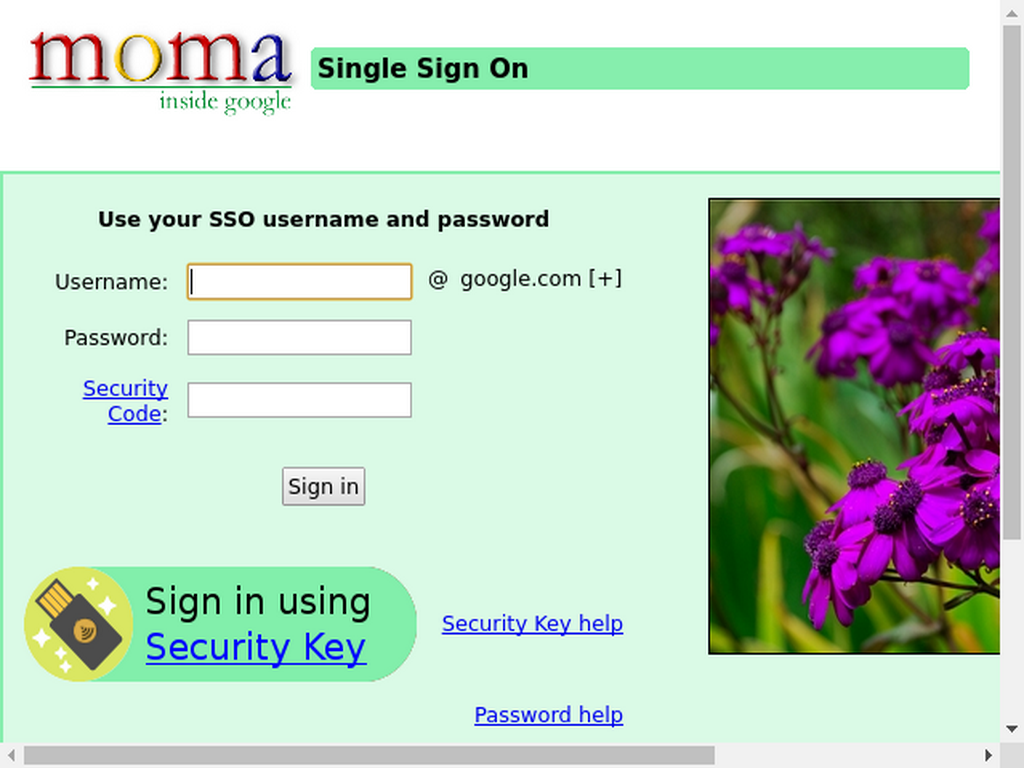 moma
inside google
Single Sign On
Use your SSO username and password
Username:
@ google.com [+]
Password:
Security
Code:
Sign in
Sign in using
Security Key
Security Key help
Password help